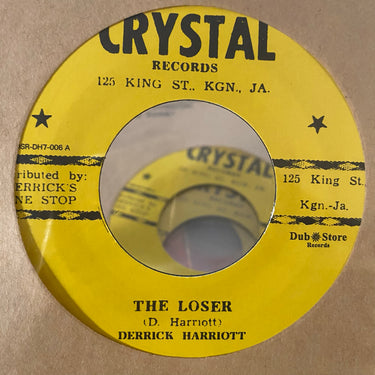 CRYSTAL
RECORDS
125 KING ST., KGN., JA.
SR-DH7-006 A
ributed by:
ERRICK'S
NE STOP
CRYSTAL
125 King St.
Kgn.-Ja.
Dub Store
Records
THE LOSER
(D. Harriott)
DERRICK HARRIOTT